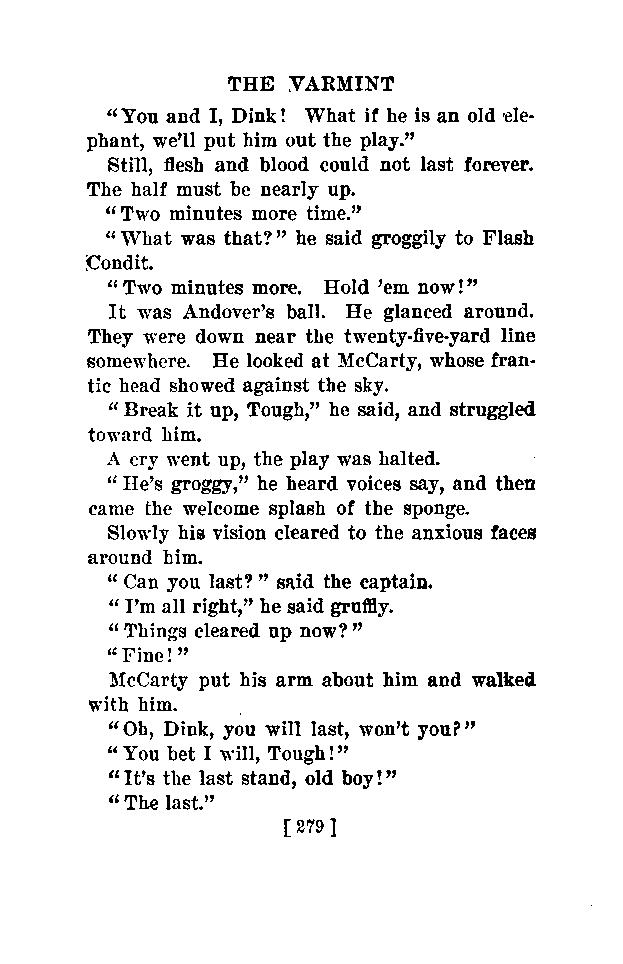 THE VARMINT
"You and I, Dink! What if he is an old ele-
phant, we'll put him out the play."
Still, flesh and blood could not last forever.
The half must be nearly up.
"Two minutes more time."
"What was that?" he said groggily to Flash
Condit.
"Two minutes more. Hold 'em now!"
It was Andover's ball. He glanced around.
They were down near the twenty-five-yard line
somewhere. He looked at McCarty, whose fran-
tic head showed against the sky.
"Break it up, Tough," he said, and struggled
toward him.
A cry went up, the play was halted.
"He's groggy," he heard voices say, and then
came the welcome splash of the sponge.
Slowly his vision cleared to the anxious faces
around him.
"Can you last?" said the captain.
"I'm all right," he said gruffly.
"Things cleared up now?"
"Fine!"
McCarty put his arm about him and walked
with him.
"Oh, Dink, you will last, won't you?"
"You bet I will, Tough!"
"It's the last stand, old boy!"
"The last."
[ 279 ]